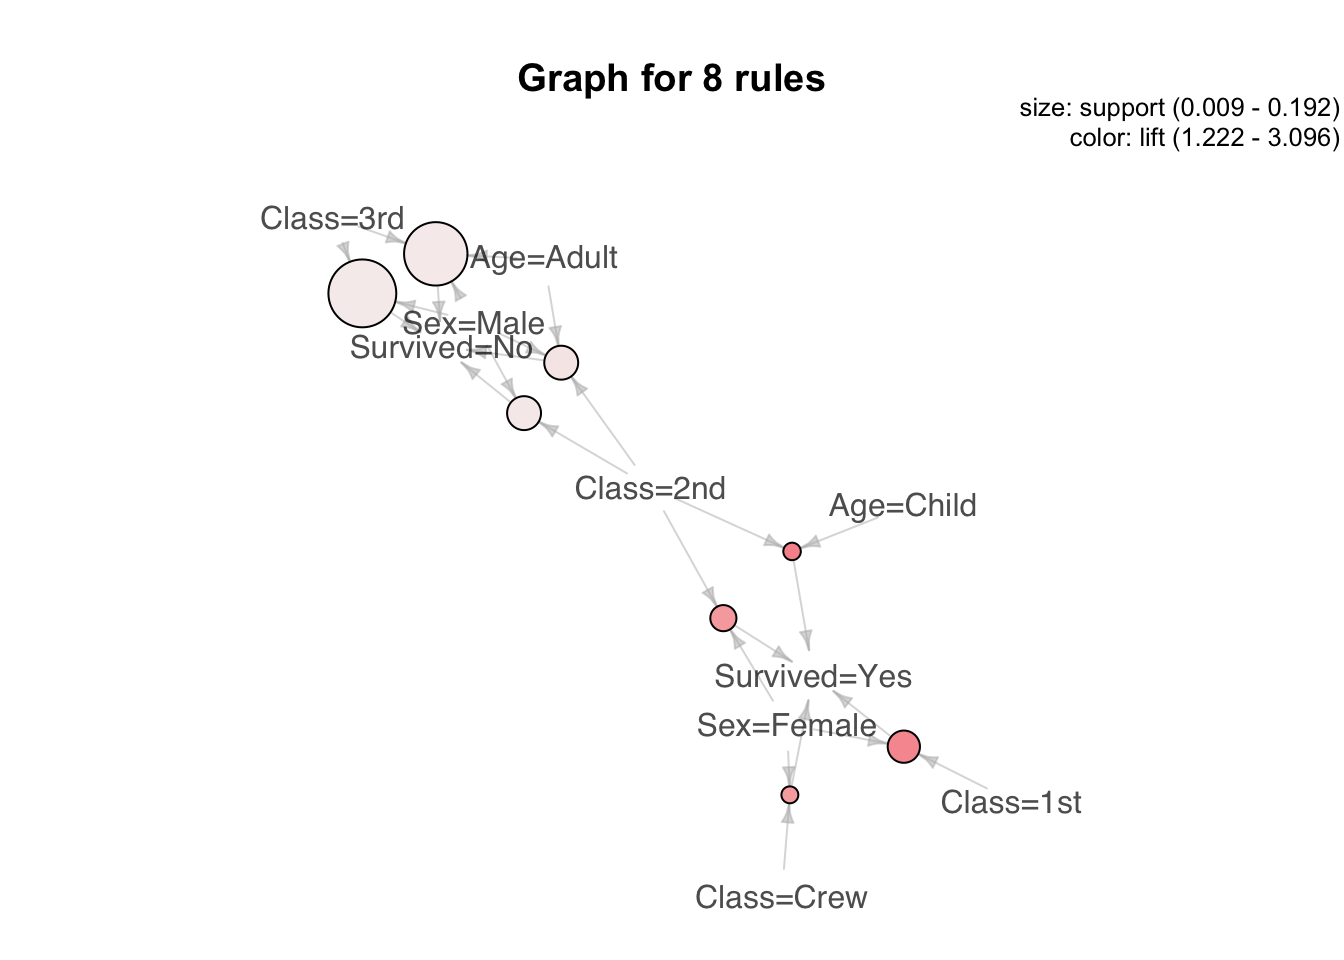 Graph for 8 rules
size: support (0.009 - 0.192)
color: lift (1.222 - 3.096)
Class=3rd
Age=Adult
Sex=Male
Survived=No
Class=2nd
Age=Child
Survived=Yes
Sex=Female
Class=1st
Class=Crew